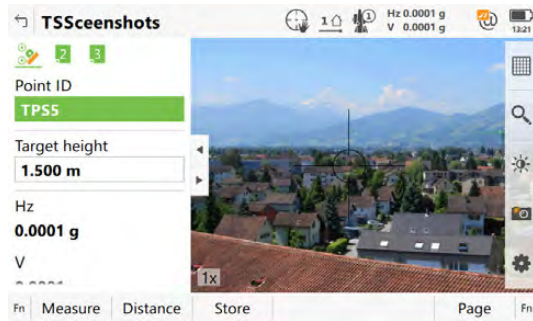 TSSceenshots
1
1
Hz 0.0001 g
V 0.0001 g
13:21
2
3
Point ID
TPS5
Target height
1.500 m
Hz
0.0001 g
V
1x
Fn Measure Distance Store Page Fn